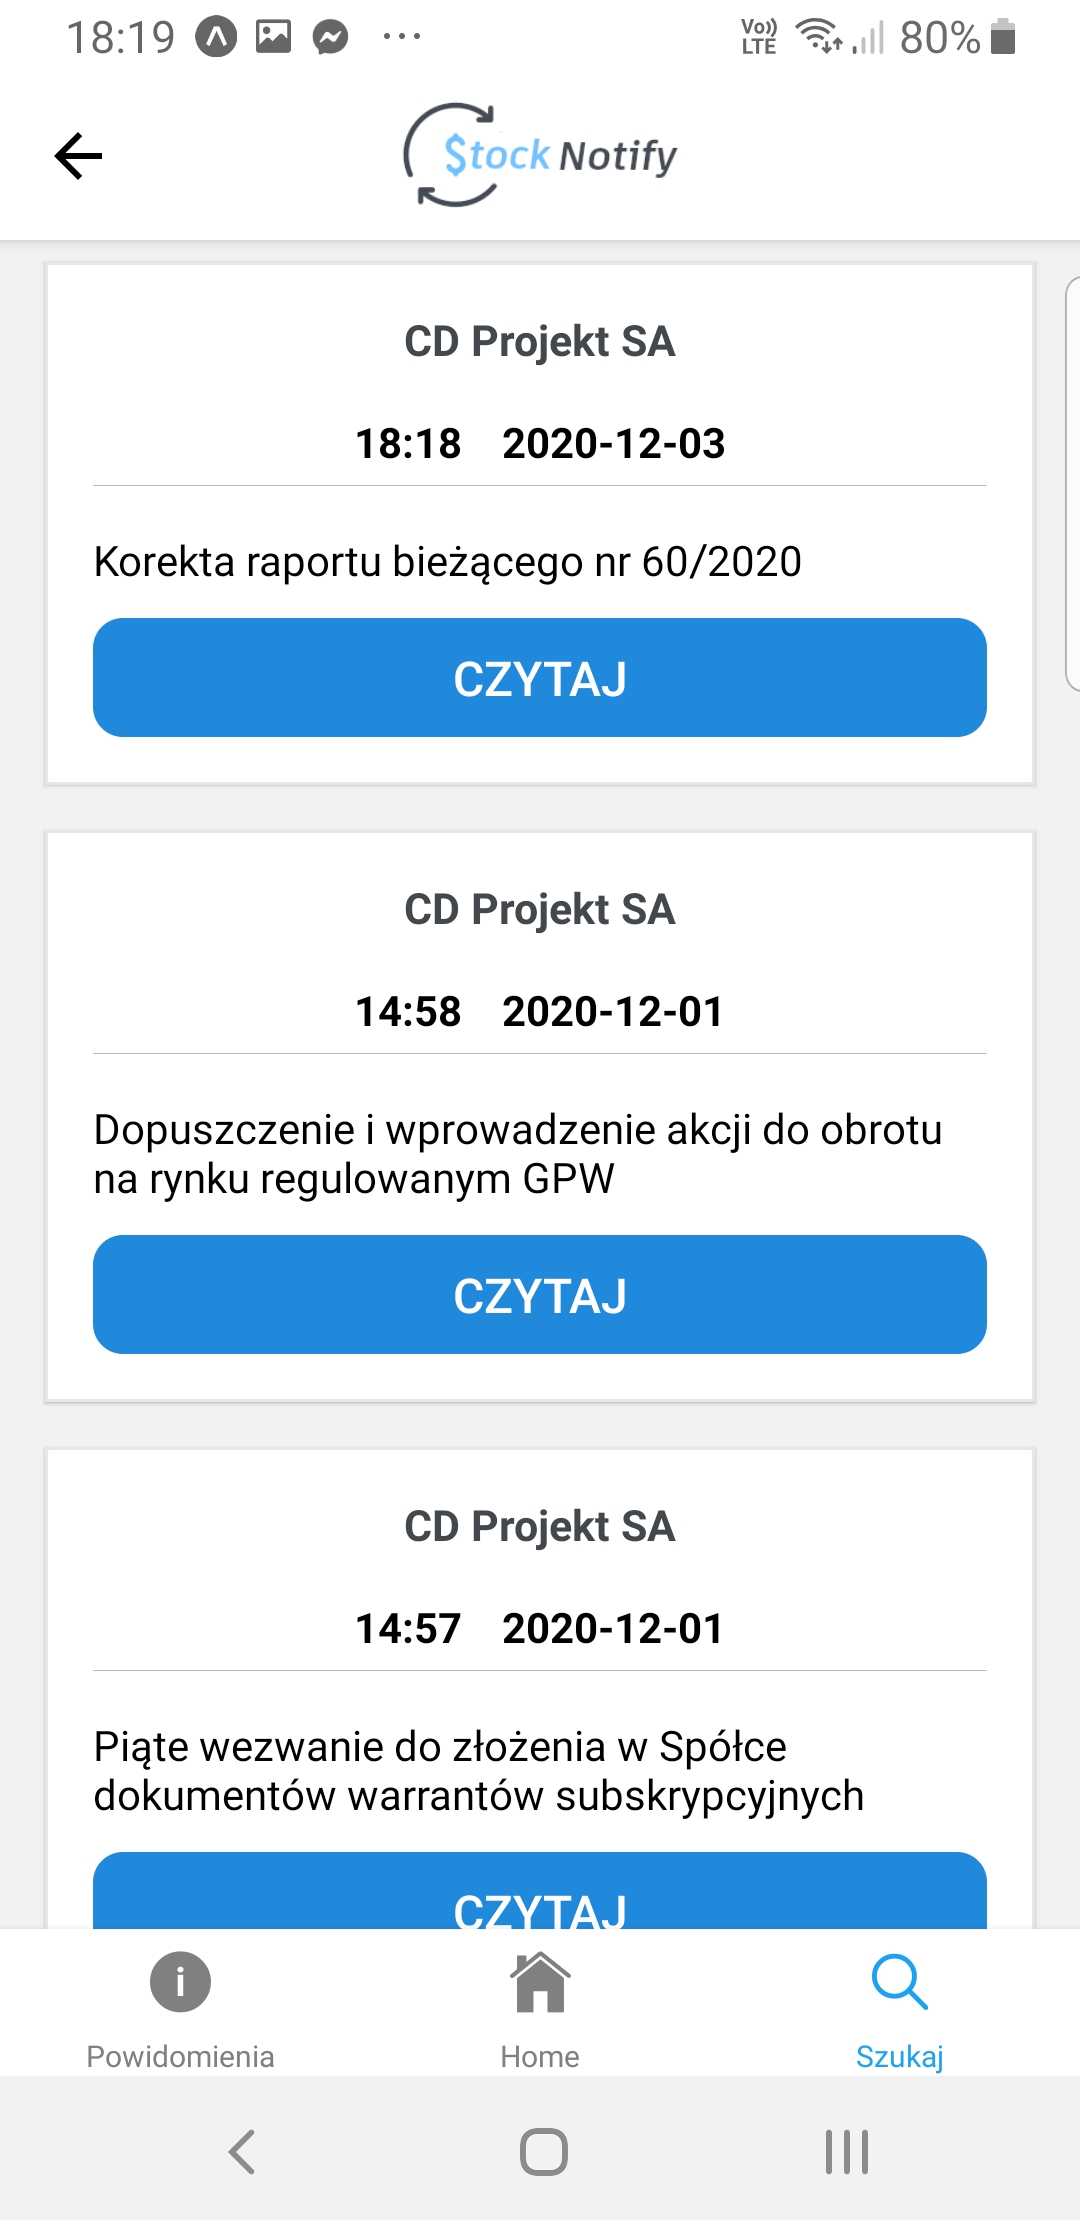 18:19
Vo)) LTE 80%
$tock Notify
CD Projekt SA
18:18 2020-12-03
Korekta raportu bieżącego nr 60/2020
CZYTAJ
CD Projekt SA
14:58 2020-12-01
Dopuszczenie i wprowadzenie akcji do obrotu
na rynku regulowanym GPW
CZYTAJ
CD Projekt SA
14:57 2020-12-01
Piąte wezwanie do złożenia w Spółce
dokumentów warrantów subskrypcyjnych
CZYTAJ
Powidomienia Home Szukaj